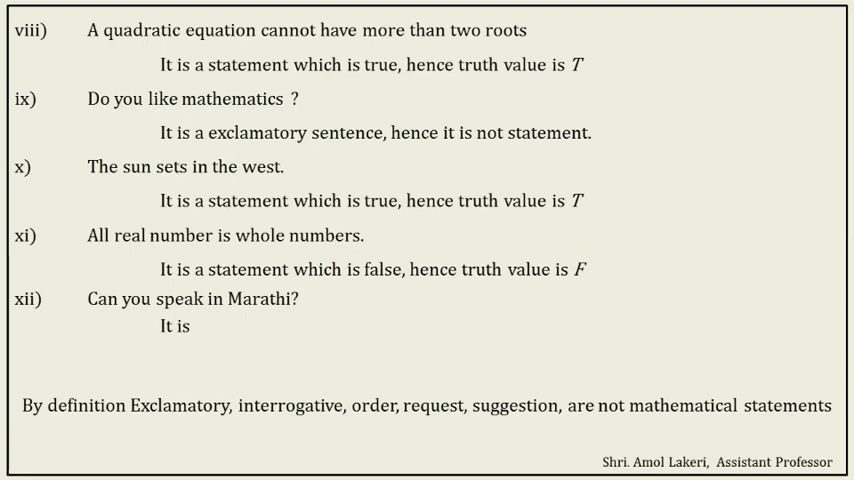 viii) A quadratic equation cannot have more than two roots
It is a statement which is true, hence truth value is T
ix) Do you like mathematics ?
It is a exclamatory sentence, hence it is not statement.
x) The sun sets in the west.
It is a statement which is true, hence truth value is T
xi) All real number is whole numbers.
It is a statement which is false, hence truth value is F
xii) Can you speak in Marathi?
It is
By definition Exclamatory, interrogative, order, request, suggestion, are not mathematical statements
Shri. Amol Lakeri, Assistant Professor